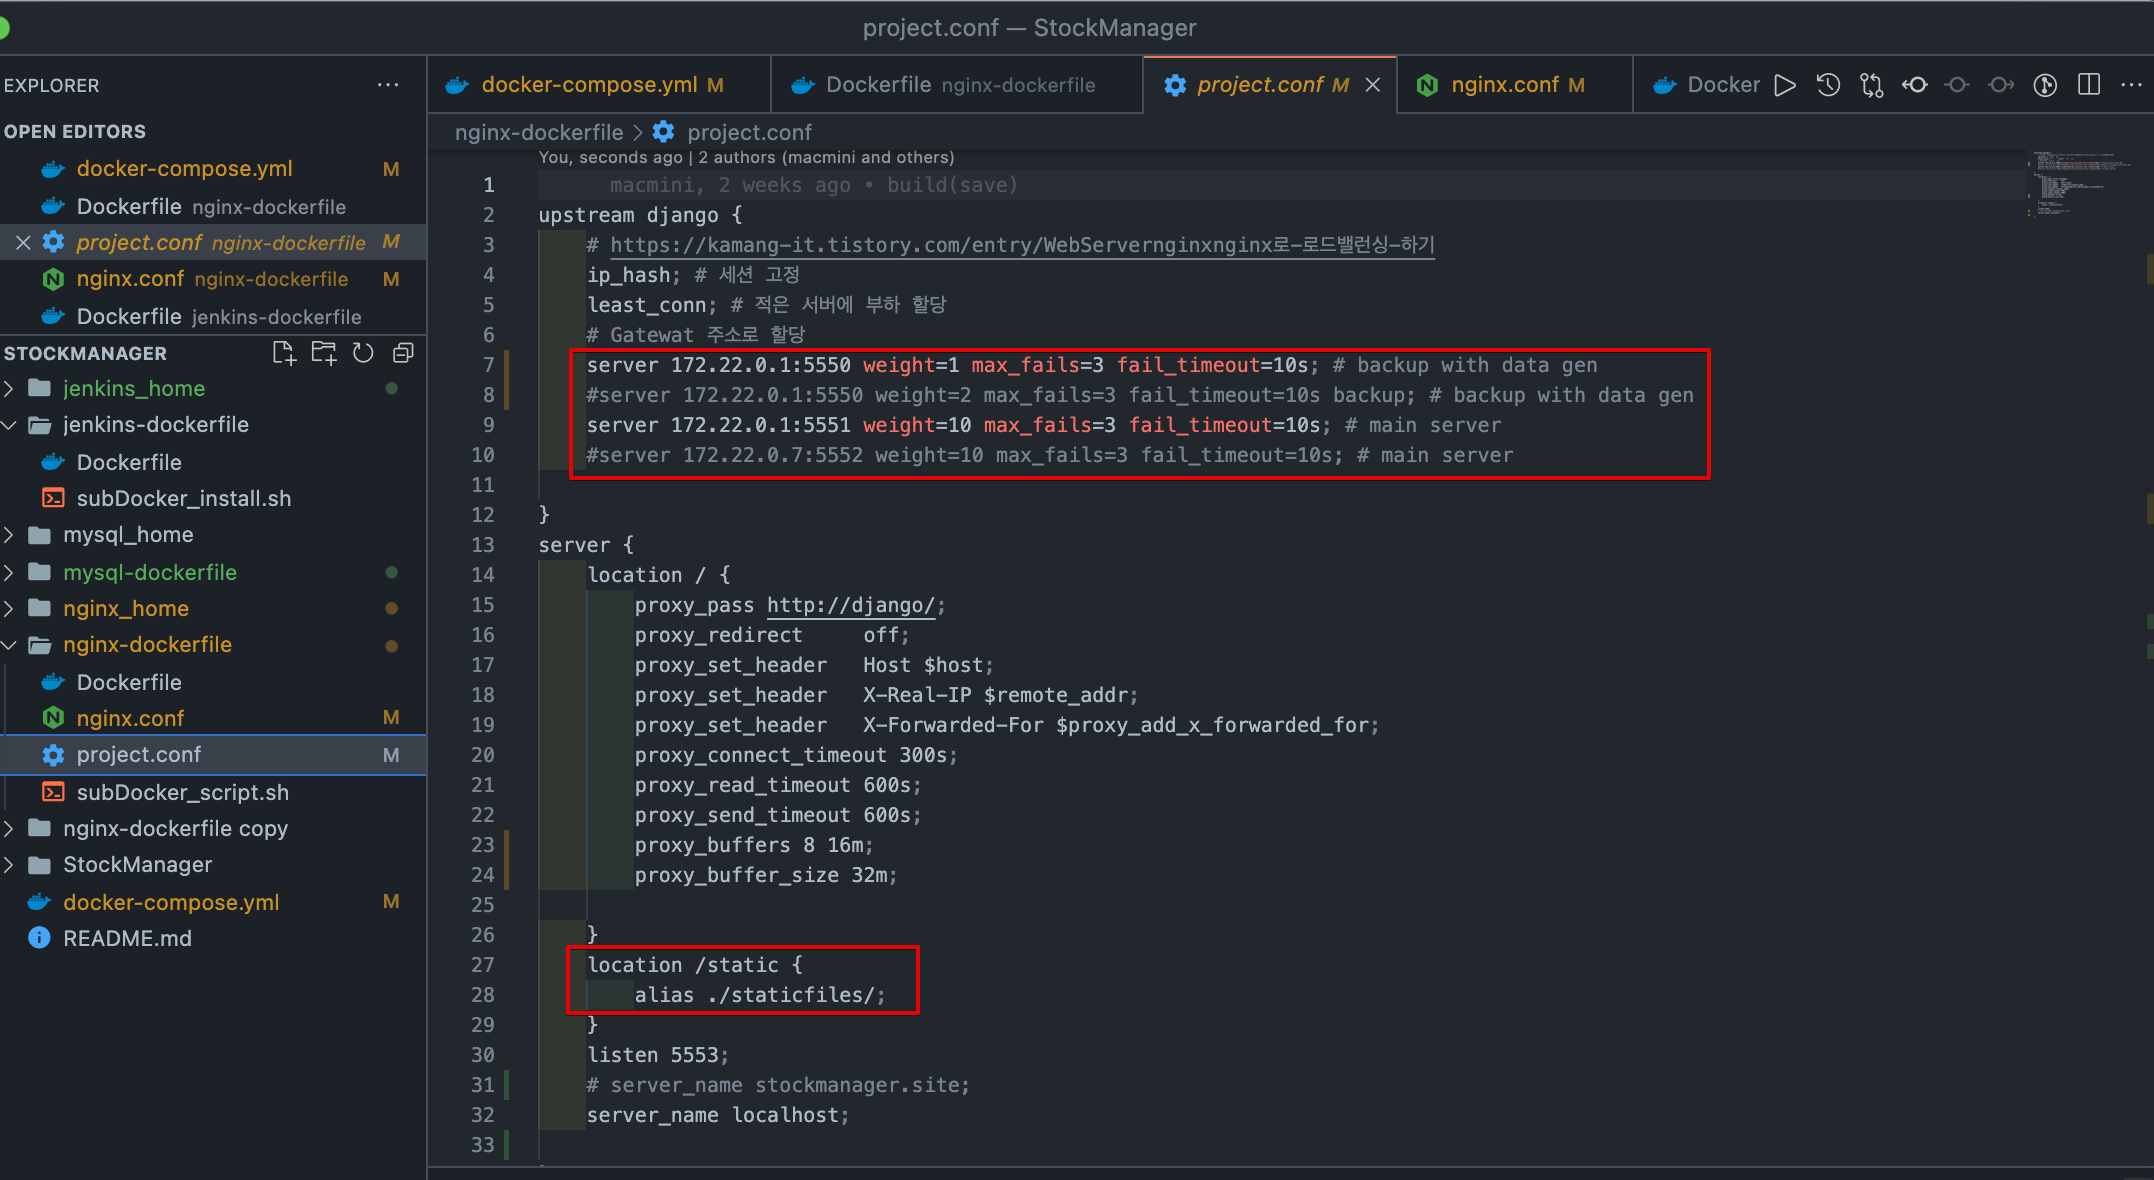 project.conf — StockManager
EXPLORER
docker-compose.yml M
Dockerfile nginx-dockerfile
project.conf M
nginx.conf M
Docker
nginx-dockerfile > project.conf
OPEN EDITORS
docker-compose.yml M
Dockerfile nginx-dockerfile
project.conf nginx-dockerfile M
nginx.conf nginx-dockerfile M
Dockerfile jenkins-dockerfile
STOCKMANAGER
jenkins_home
jenkins-dockerfile
Dockerfile
subDocker_install.sh
mysql_home
mysql-dockerfile
nginx_home
nginx-dockerfile
Dockerfile
nginx.conf M
project.conf M
subDocker_script.sh
nginx-dockerfile copy
StockManager
docker-compose.yml M
README.md
You, seconds ago | 2 authors (macmini and others)
1 macmini, 2 weeks ago • build(save)
2 upstream django {
3 # https://kamang-it.tistory.com/entry/WebServernginxnginx로-로드밸런싱-하기
4 ip_hash; # 세션 고정
5 least_conn; # 적은 서버에 부하 할당
6 # Gatewat 주소로 할당
7 server 172.22.0.1:5550 weight=1 max_fails=3 fail_timeout=10s; # backup with data gen
8 #server 172.22.0.1:5550 weight=2 max_fails=3 fail_timeout=10s backup; # backup with data gen
9 server 172.22.0.1:5551 weight=10 max_fails=3 fail_timeout=10s; # main server
10 #server 172.22.0.7:5552 weight=10 max_fails=3 fail_timeout=10s; # main server
11
12 }
13 server {
14 location / {
15 proxy_pass http://django/;
16 proxy_redirect off;
17 proxy_set_header Host $host;
18 proxy_set_header X-Real-IP $remote_addr;
19 proxy_set_header X-Forwarded-For $proxy_add_x_forwarded_for;
20 proxy_connect_timeout 300s;
21 proxy_read_timeout 600s;
22 proxy_send_timeout 600s;
23 proxy_buffers 8 16m;
24 proxy_buffer_size 32m;
25
26 }
27 location /static {
28 alias ./staticfiles/;
29 }
30 listen 5553;
31 # server_name stockmanager.site;
32 server_name localhost;
33